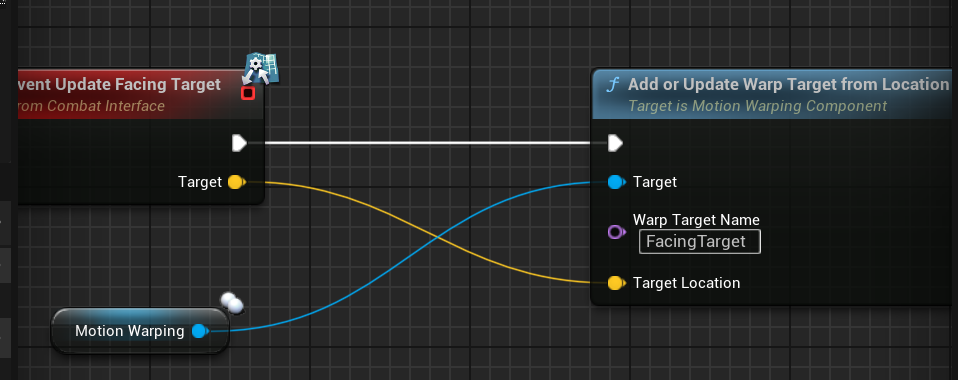 vent Update Facing Target
rom Combat Interface
Target
Motion Warping
f Add or Update Warp Target from Location
Target is Motion Warping Component
Target
Warp Target Name
FacingTarget
Target Location